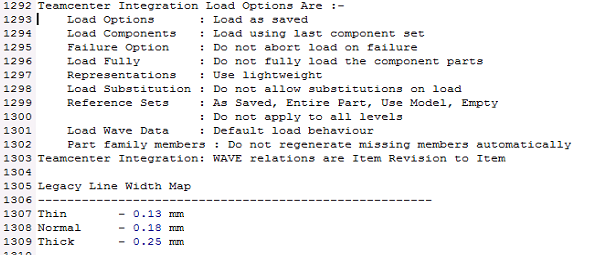 1292 Teamcenter Integration Load Options Are :-
1293     Load Options      : Load as saved
1294     Load Components   : Load using last component set
1295     Failure Option    : Do not abort load on failure
1296     Load Fully        : Do not fully load the component parts
1297     Representations   : Use lightweight
1298     Load Substitution : Do not allow substitutions on load
1299     Reference Sets    : As Saved, Entire Part, Use Model, Empty
1300                       : Do not apply to all levels
1301     Load Wave Data    : Default load behaviour
1302     Part family members : Do not regenerate missing members automatically
1303 Teamcenter Integration: WAVE relations are Item Revision to Item
1304
1305 Legacy Line Width Map
1306 --------------------------------------------------------
1307 Thin       - 0.13 mm
1308 Normal     - 0.18 mm
1309 Thick      - 0.25 mm